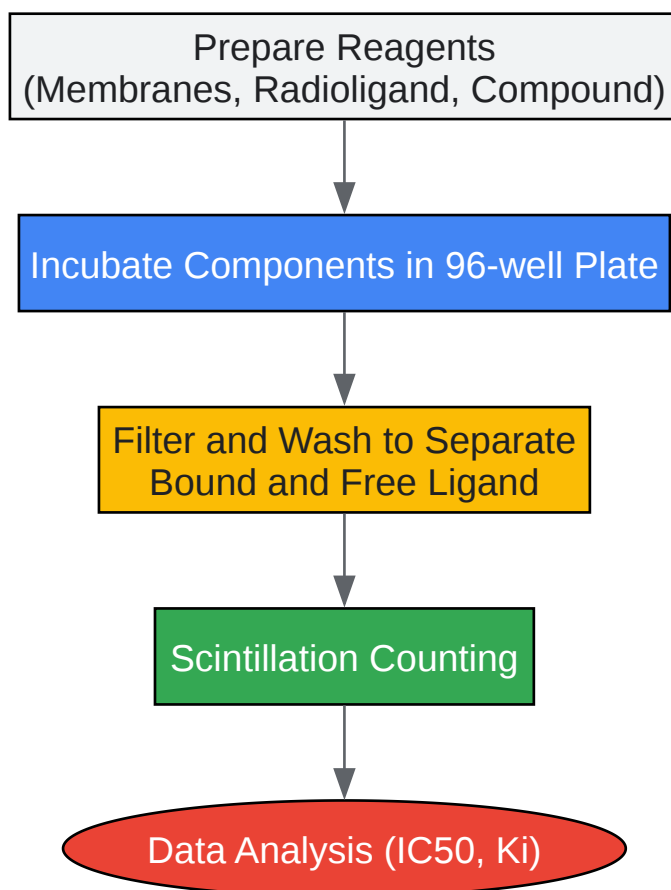 Prepare Reagents
(Membranes, Radioligand, Compound)
Incubate Components in 96-well Plate
Filter and Wash to Separate
Bound and Free Ligand
Scintillation Counting
Data Analysis (IC50, Ki)